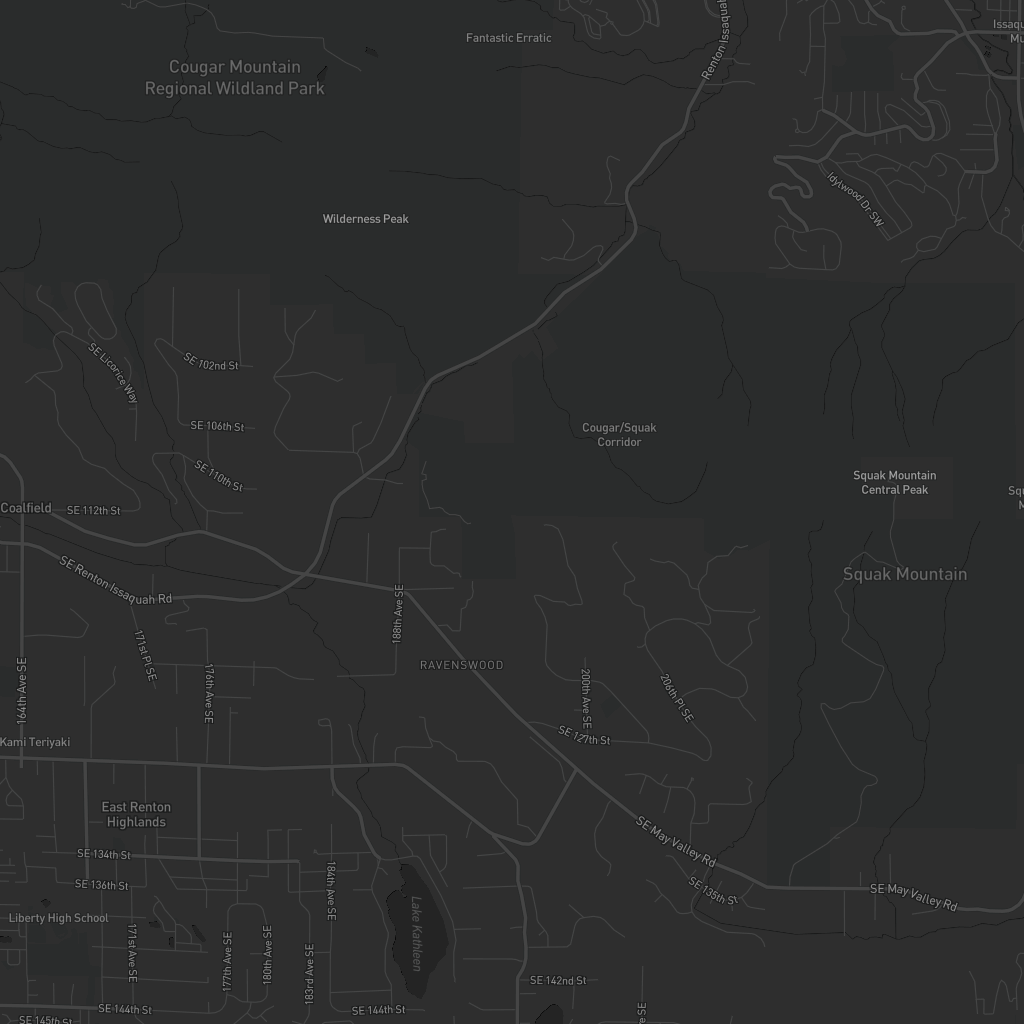 Issaqu
Mu
Fantastic Erratic
Renton-Issaquah
Cougar Mountain
Regional Wildland Park
Idylwood Dr SW
Wilderness Peak
SE Licorice Way
SE 102nd St
SE 106th St
Cougar/Squak
Corridor
SE 110th St
Squak Mountain
Central Peak
Squ
M
Coalfield
SE 112th St
SE Renton Issaquah Rd
Squak Mountain
188th Ave SE
171st Pl SE
RAVENSWOOD
164th Ave SE
176th Ave SE
200th Ave SE
206th Pl SE
SE 127th St
Kami Teriyaki
East Renton
Highlands
SE May Valley Rd
SE 134th St
SE 136th St
184th Ave SE
SE 135th St
SE May Valley Rd
Liberty High School
Lake Kathleen
171st Ave SE
177th Ave SE
180th Ave SE
183rd Ave SE
SE 142nd St
SE 144th St
SE 144th St
SE 145th St
ve SE